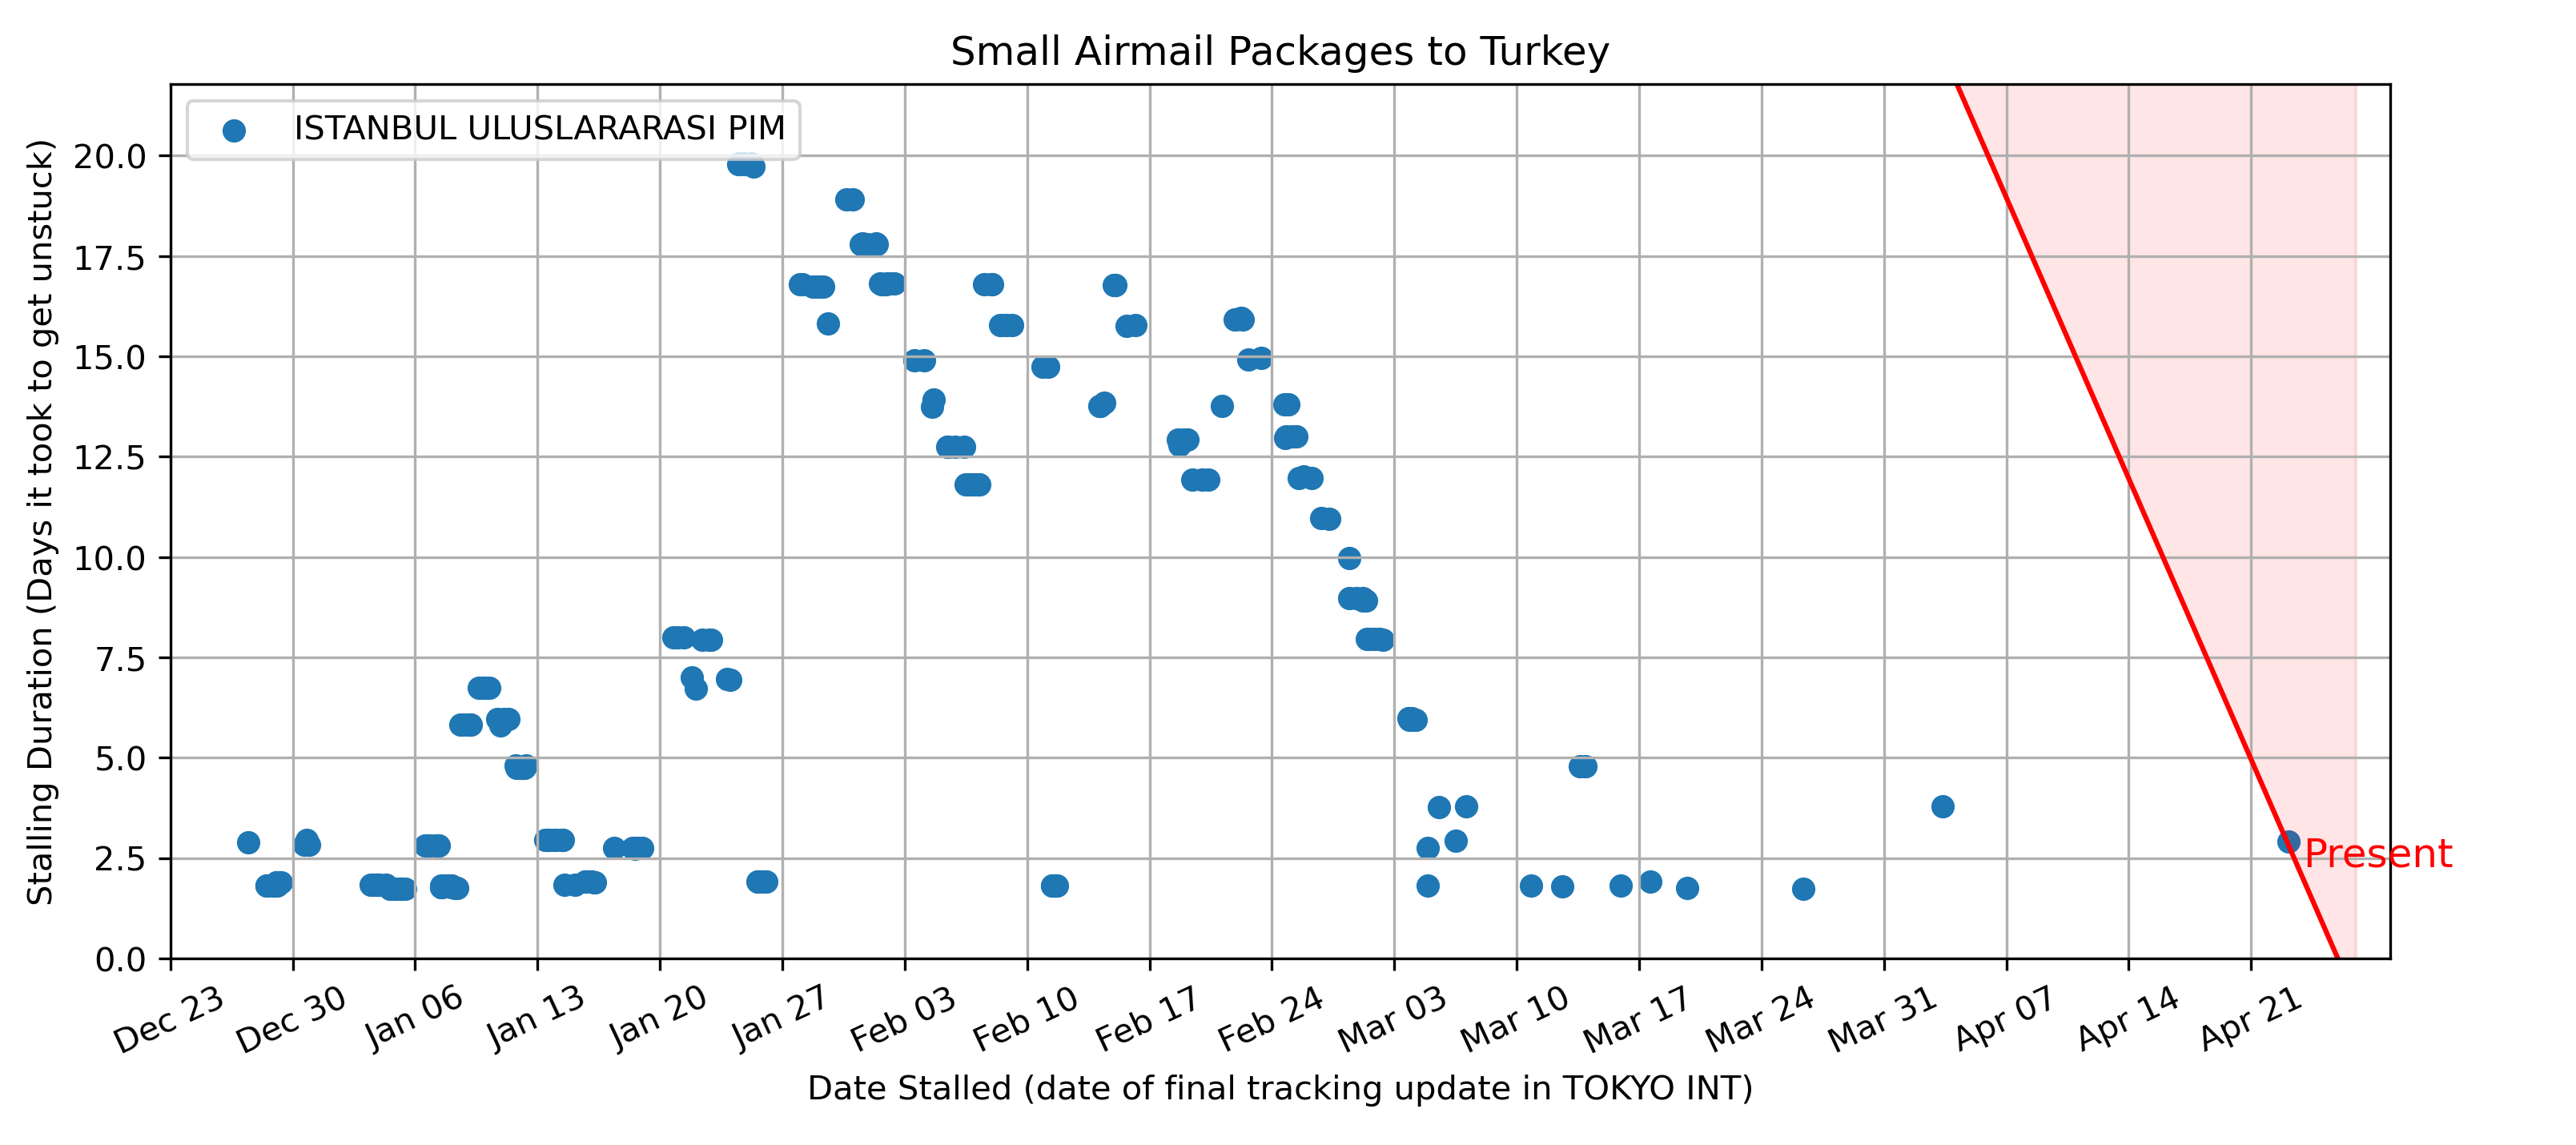 Small Airmail Packages to Turkey
ISTANBUL ULUSLARARASI PIM
Stalling Duration (Days it took to get unstuck)
20.0
17.5
15.0
12.5
10.0
7.5
5.0
2.5
0.0
Present
Dec 23
Dec 30
Jan 06
Jan 13
Jan 20
Jan 27
Feb 03
Feb 10
Feb 17
Feb 24
Mar 03
Mar 10
Mar 17
Mar 24
Mar 31
Apr 07
Apr 14
Apr 21
Date Stalled (date of final tracking update in TOKYO INT)